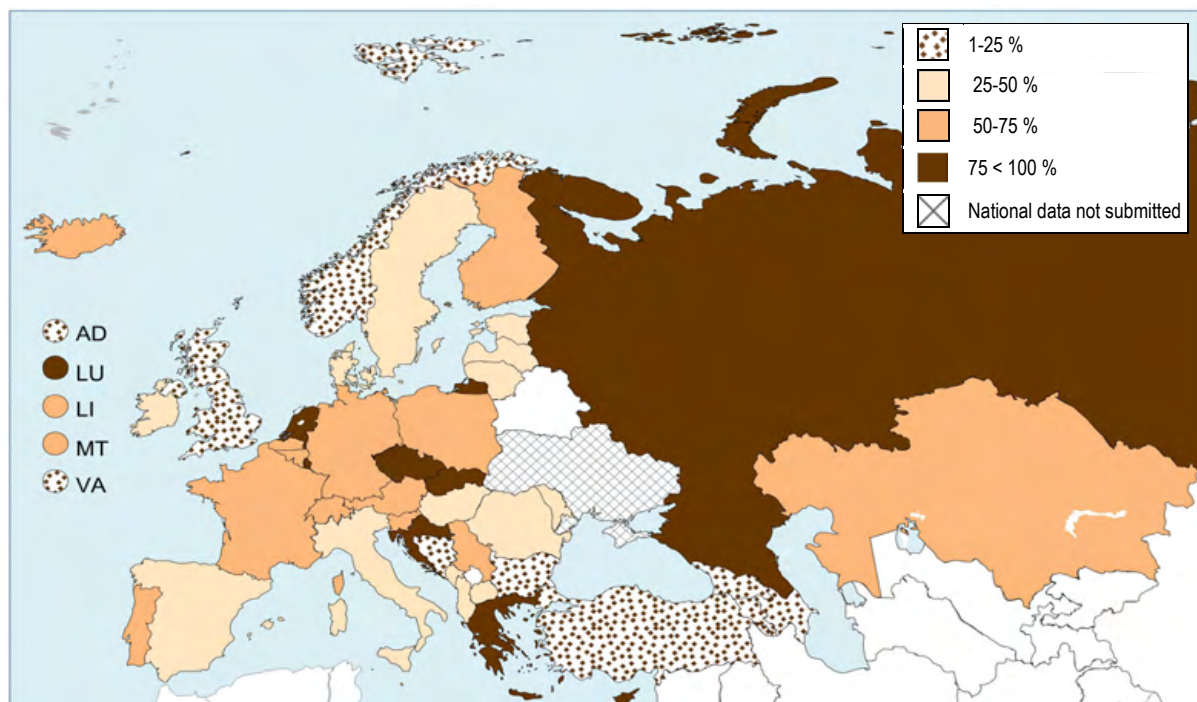 1-25 %
25-50 %
50-75 %
75 < 100 %
National data not submitted
AD
LU
LI
MT
VA